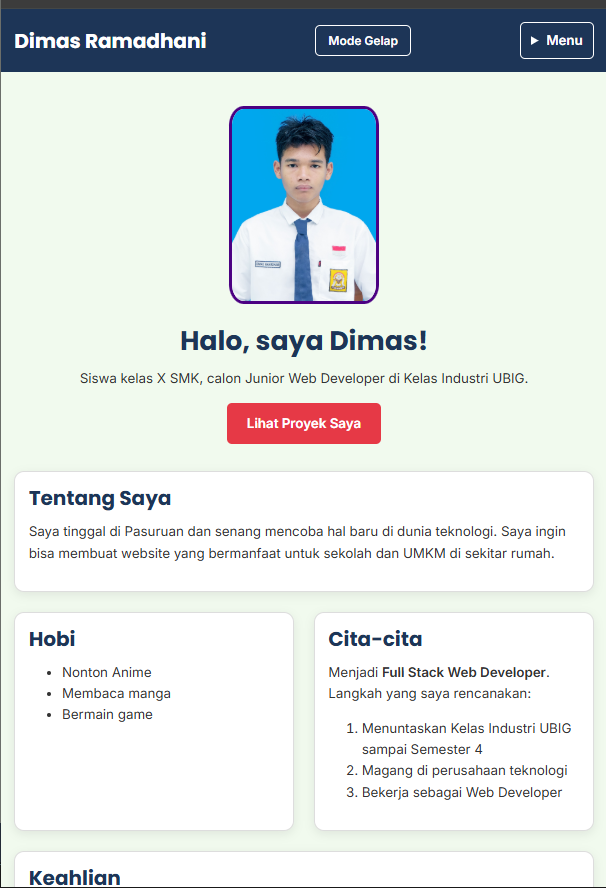 Dimas Ramadhani
Mode Gelap
Menu
Halo, saya Dimas!
Siswa kelas X SMK, calon Junior Web Developer di Kelas Industri UBIG.
Lihat Proyek Saya
Tentang Saya
Saya tinggal di Pasuruan dan senang mencoba hal baru di dunia teknologi. Saya ingin
bisa membuat website yang bermanfaat untuk sekolah dan UMKM di sekitar rumah.
Hobi
Nonton Anime
Membaca manga
Bermain game
Cita-cita
Menjadi Full Stack Web Developer.
Langkah yang saya rencanakan:
1. Menuntaskan Kelas Industri UBIG
sampai Semester 4
2. Magang di perusahaan teknologi
3. Bekerja sebagai Web Developer
Keahlian